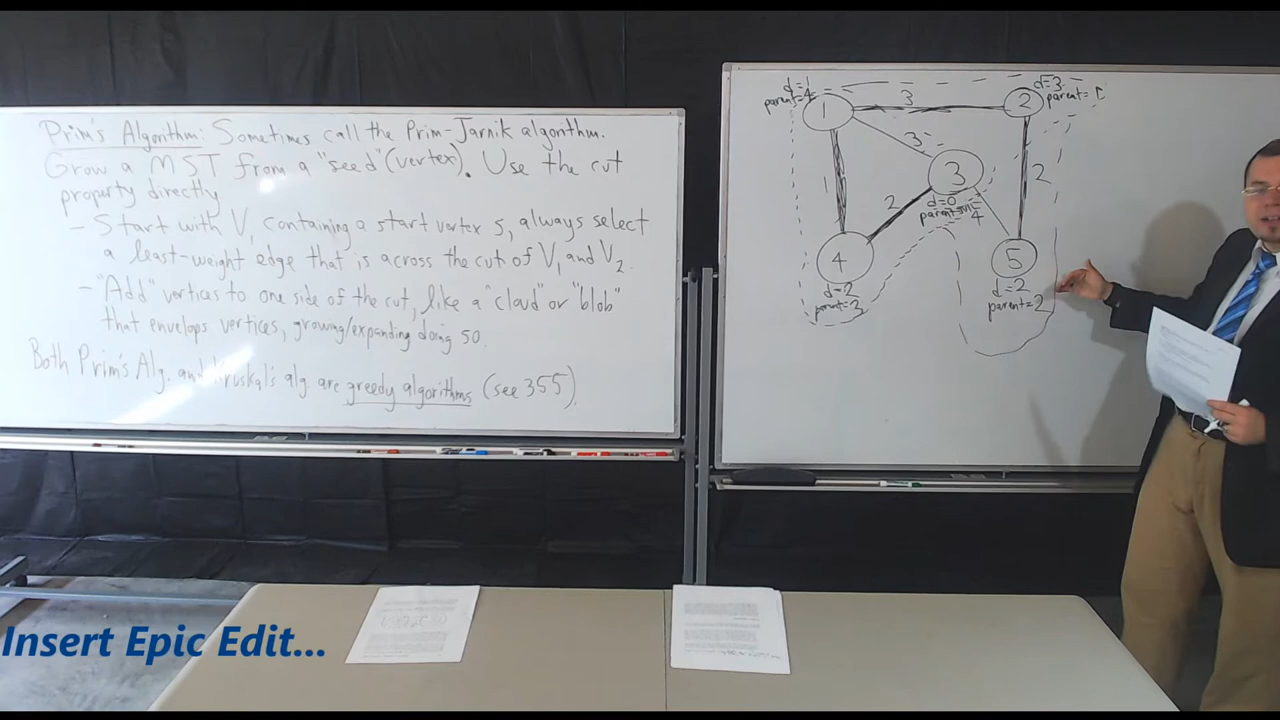 Prim's Algorithm: Sometimes call the Prim-Jarnik algorithm.
Grow a MST from a "seed" (vertex). Use the cut
property directly
- Start with V1 containing a start vertex s, always select
a least-weight edge that is across the cut of V1 and V2
- "Add" vertices to one side of the cut, like a "cloud" or "blob"
that envelops vertices, growing/expanding doing so.
Both Prim's Alg. and Kruskal's alg are greedy algorithms (see 355)
d=1
parent=4
1
3
2
d=3
parent=1
3
3
d=0
1
2
4
2
4
d=2
parent=3
5
d=2
parent=2
Insert Epic Edit...